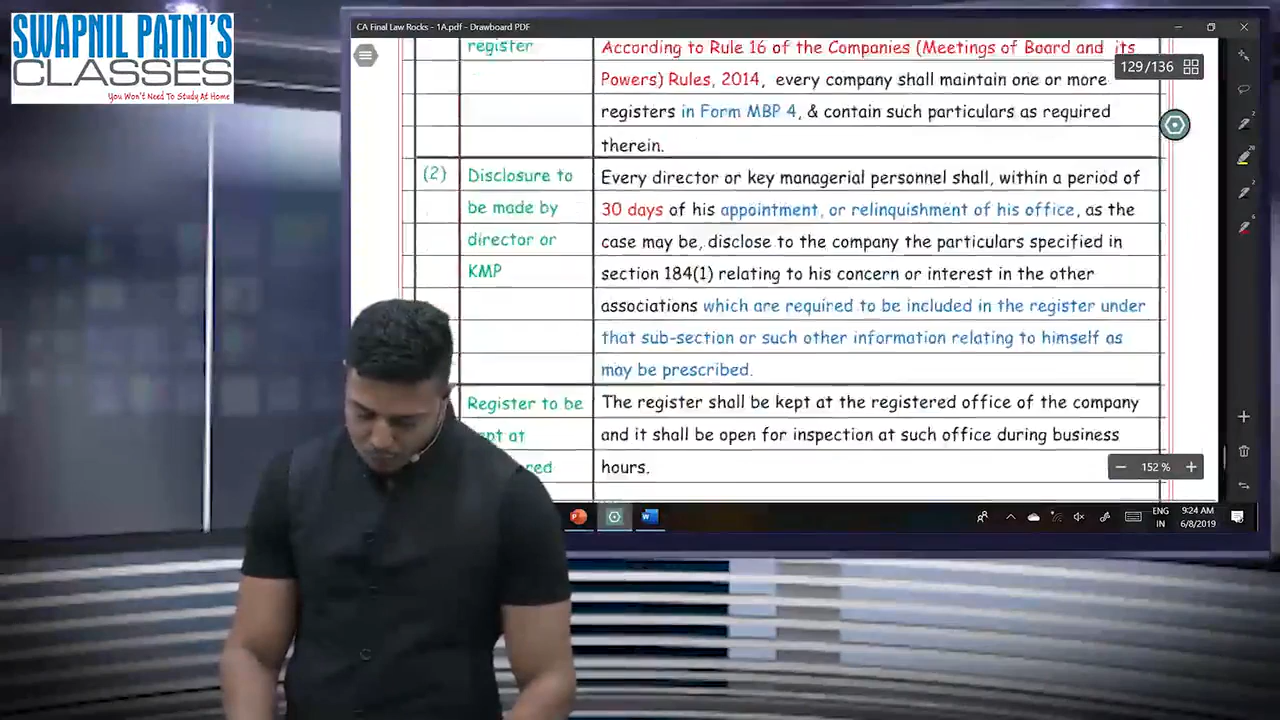 SWAPNIL PATNI'S
CLASSES
You Won't Need To Study At Home
CA Final Law Rocks - 1A.pdf - Drawboard PDF
129/136
register
According to Rule 16 of the Companies (Meetings of Board and its
Powers) Rules, 2014, every company shall maintain one or more
registers in Form MBP 4, & contain such particulars as required
therein.
(2)
Disclosure to
be made by
director or
KMP
Every director or key managerial personnel shall, within a period of
30 days of his appointment, or relinquishment of his office, as the
case may be, disclose to the company the particulars specified in
section 184(1) relating to his concern or interest in the other
associations which are required to be included in the register under
that sub-section or such other information relating to himself as
may be prescribed.
Register to be
The register shall be kept at the registered office of the company
and it shall be open for inspection at such office during business
hours.
152 %
ENG
IN
9:24 AM
6/8/2019